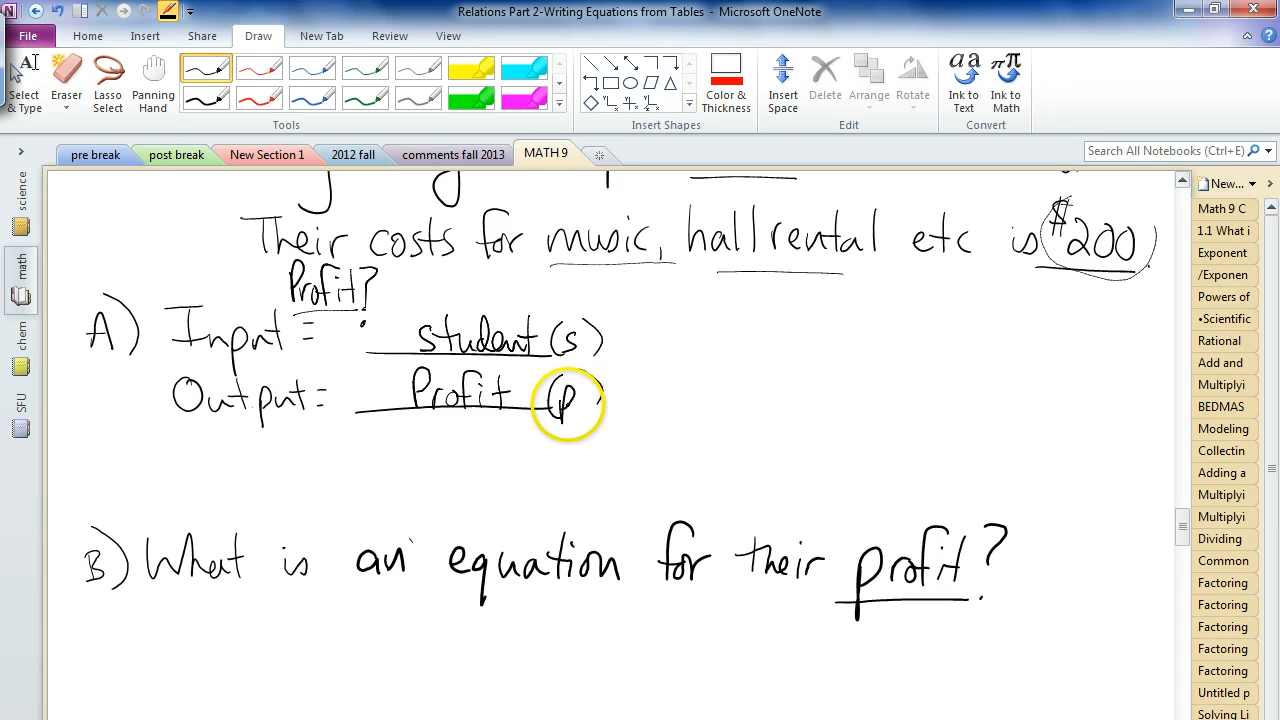 Relations Part 2-Writing Equations from Tables - Microsoft OneNote
File Home Insert Share Draw New Tab Review View
Select & Type Eraser Lasso Select Panning Hand Color & Thickness Insert Space Delete Arrange Rotate Ink to Text Ink to Math
Tools Insert Shapes Edit Convert
pre break post break New Section 1 2012 fall comments fall 2013 MATH 9 Search All Notebooks (Ctrl+E)
science
math
chem
SFU
Their costs for music, hall rental etc is $200.
Profit?
A) Input = student (s)
Output = Profit (p)
B) What is an equation for their profit?
New...
Math 9 C
1.1 What i
Exponent
/Exponen
Powers of
•Scientific
Rational
Add and
Multiplyi
BEDMAS
Modeling
Collectin
Adding a
Multiplyi
Multiplyi
Dividing
Common
Factoring
Factoring
Factoring
Factoring
Factoring
Untitled p
Solving Li